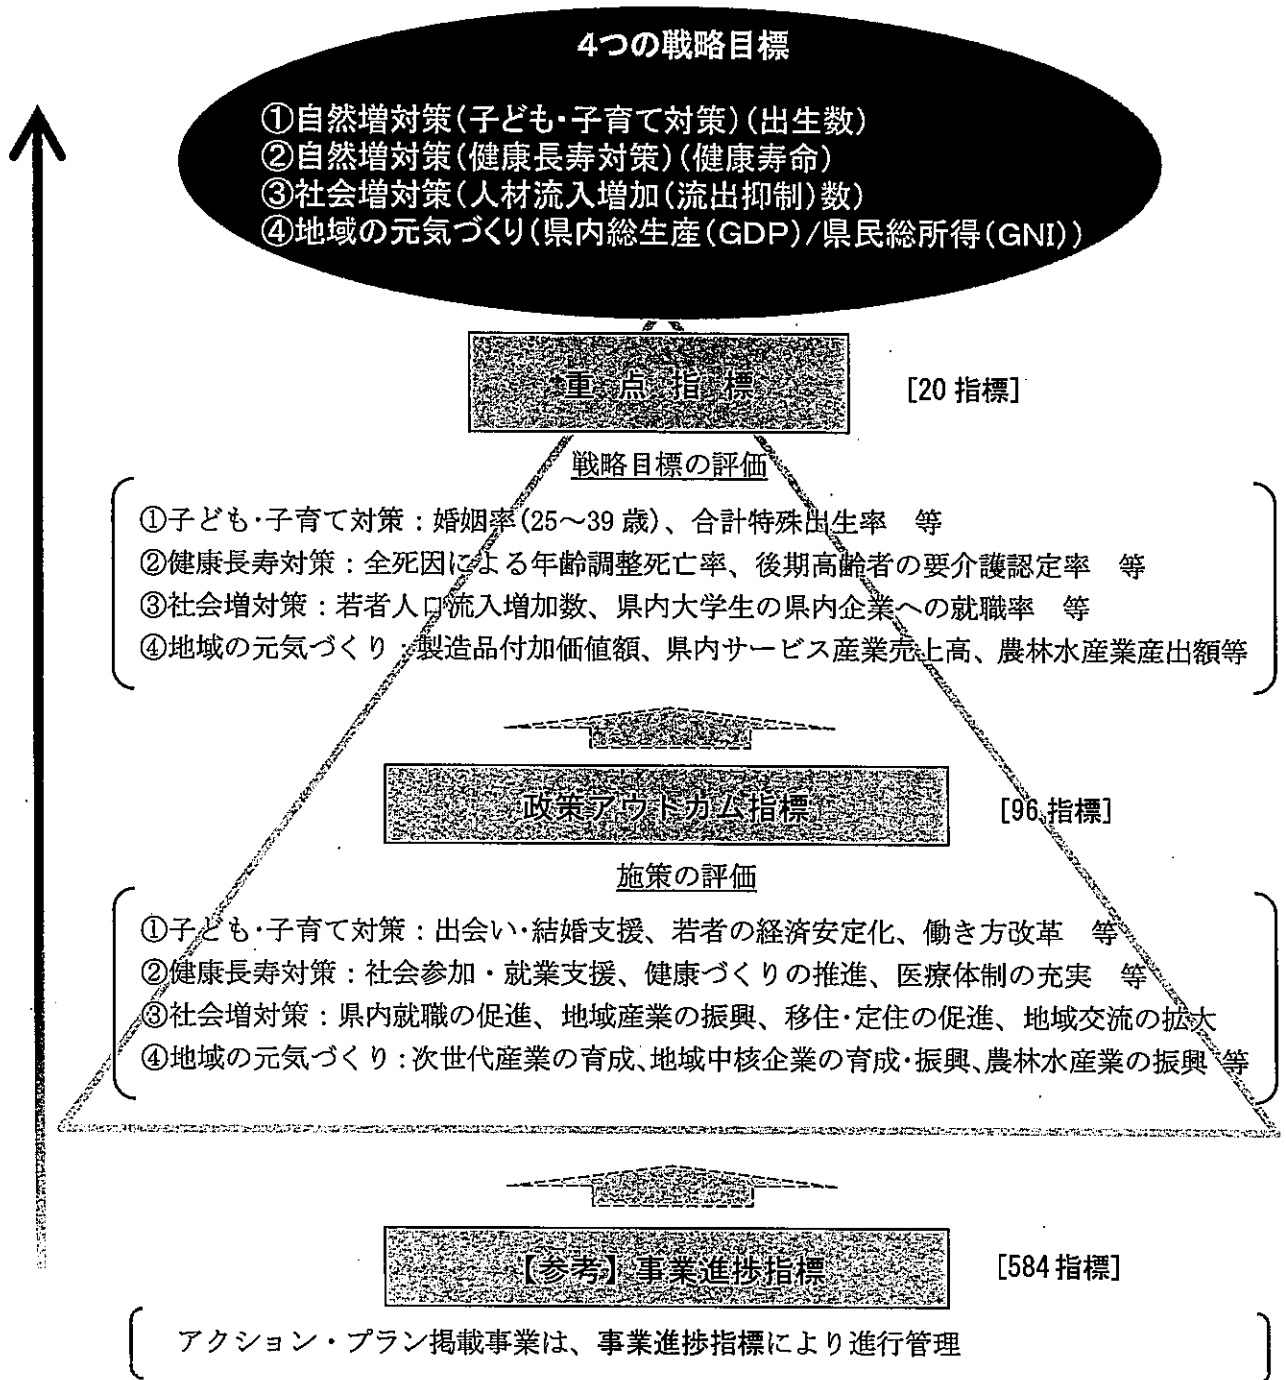 4つの戦略目標
①自然増対策(子ども・子育て対策)(出生数)
②自然増対策(健康長寿対策)(健康寿命)
③社会増対策(人材流入増加(流出抑制)数)
④地域の元気づくり(県内総生産(GDP)/県民総所得(GNI))
重点指標
[20 指標]
戦略目標の評価
①子ども・子育て対策：婚姻率(25～39 歳)、合計特殊出生率　等
②健康長寿対策：全死因による年齢調整死亡率、後期高齢者の要介護認定率　等
③社会増対策：若者人口流入増加数、県内大学生の県内企業への就職率　等
④地域の元気づくり：製造品付加価値額、県内サービス産業売上高、農林水産業産出額等
政策アウトカム指標
[96 指標]
施策の評価
①子ども・子育て対策：出会い・結婚支援、若者の経済安定化、働き方改革　等
②健康長寿対策：社会参加・就業支援、健康づくりの推進、医療体制の充実　等
③社会増対策：県内就職の促進、地域産業の振興、移住・定住の促進、地域交流の拡大
④地域の元気づくり：次世代産業の育成、地域中核企業の育成・振興、農林水産業の振興 等
【参考】事業進捗指標
[584 指標]
アクション・プラン掲載事業は、事業進捗指標により進行管理